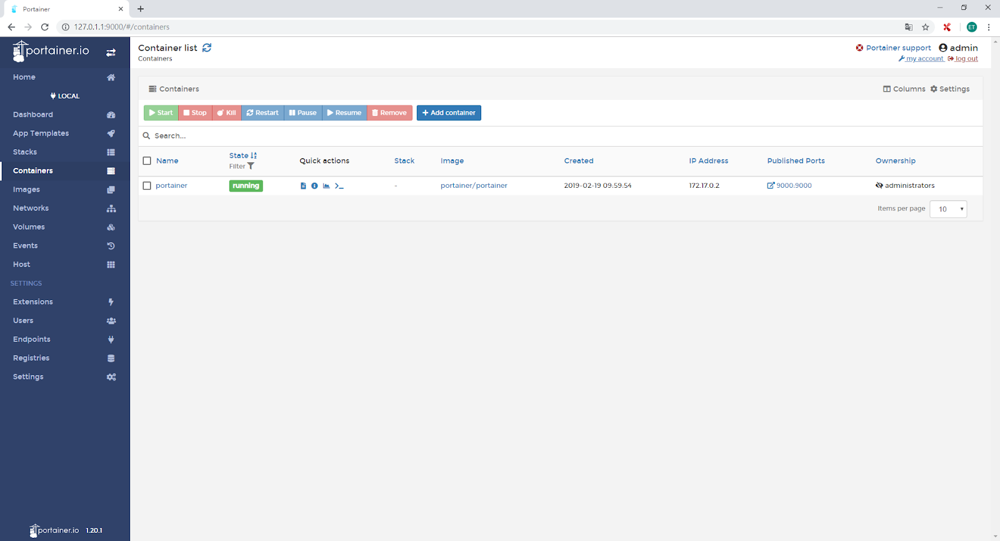 Portainer
127.0.1.1:9000/#/containers
ET
portainer.io
Home
LOCAL
Dashboard
App Templates
Stacks
Containers
Images
Networks
Volumes
Events
Host
SETTINGS
Extensions
Users
Endpoints
Registries
Settings
portainer.io 1.20.1
Container list
Containers
Portainer support admin
my account log out
Containers
Columns Settings
Start Stop Kill Restart Pause Resume Remove Add container
Search...
Name State Filter Quick actions Stack Image Created IP Address Published Ports Ownership
portainer running - portainer/portainer 2019-02-19 09:59:54 172.17.0.2 9000:9000 administrators
Items per page 10